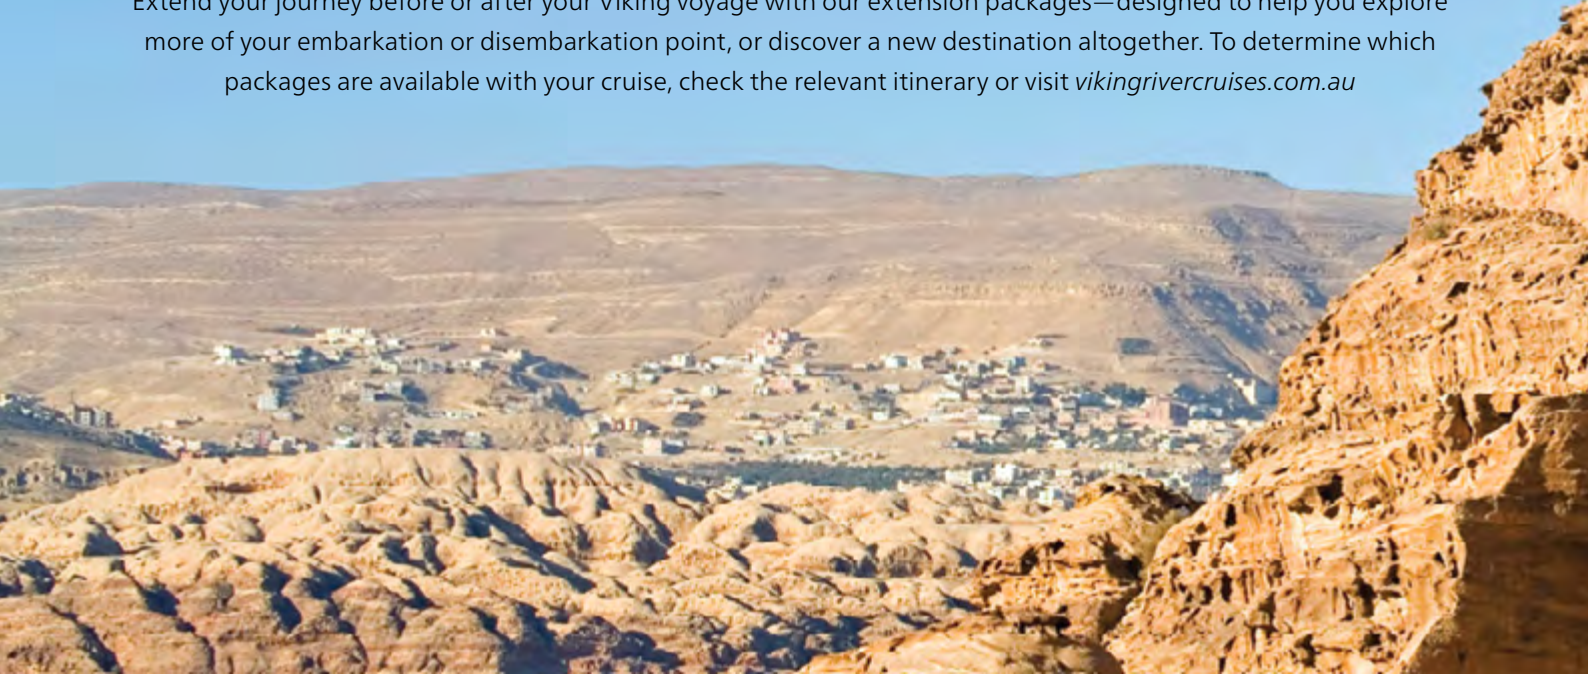 Extend your journey before or after your Viking voyage with our extension packages—designed to help you explore
more of your embarkation or disembarkation point, or discover a new destination altogether. To determine which
packages are available with your cruise, check the relevant itinerary or visit vikingrivercruises.com.au